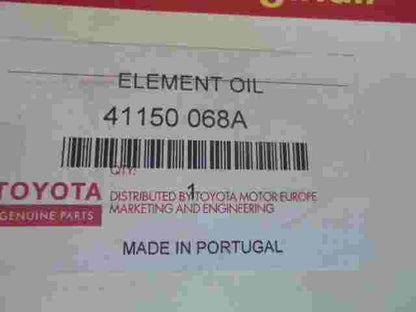 ELEMENT OIL
41150 068A
QTY:
1
TOYOTA
GENUINE PARTS
DISTRIBUTED BY TOYOTA MOTOR EUROPE
MARKETING AND ENGINEERING
MADE IN PORTUGAL